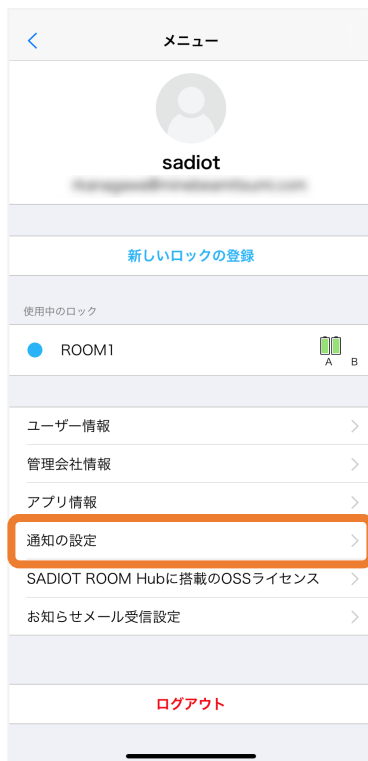 メニュー
sadiot
新しいロックの登録
使用中のロック
ROOM1
A B
ユーザー情報
管理会社情報
アプリ情報
通知の設定
SADIOT ROOM Hubに搭載のOSSライセンス
お知らせメール受信設定
ログアウト